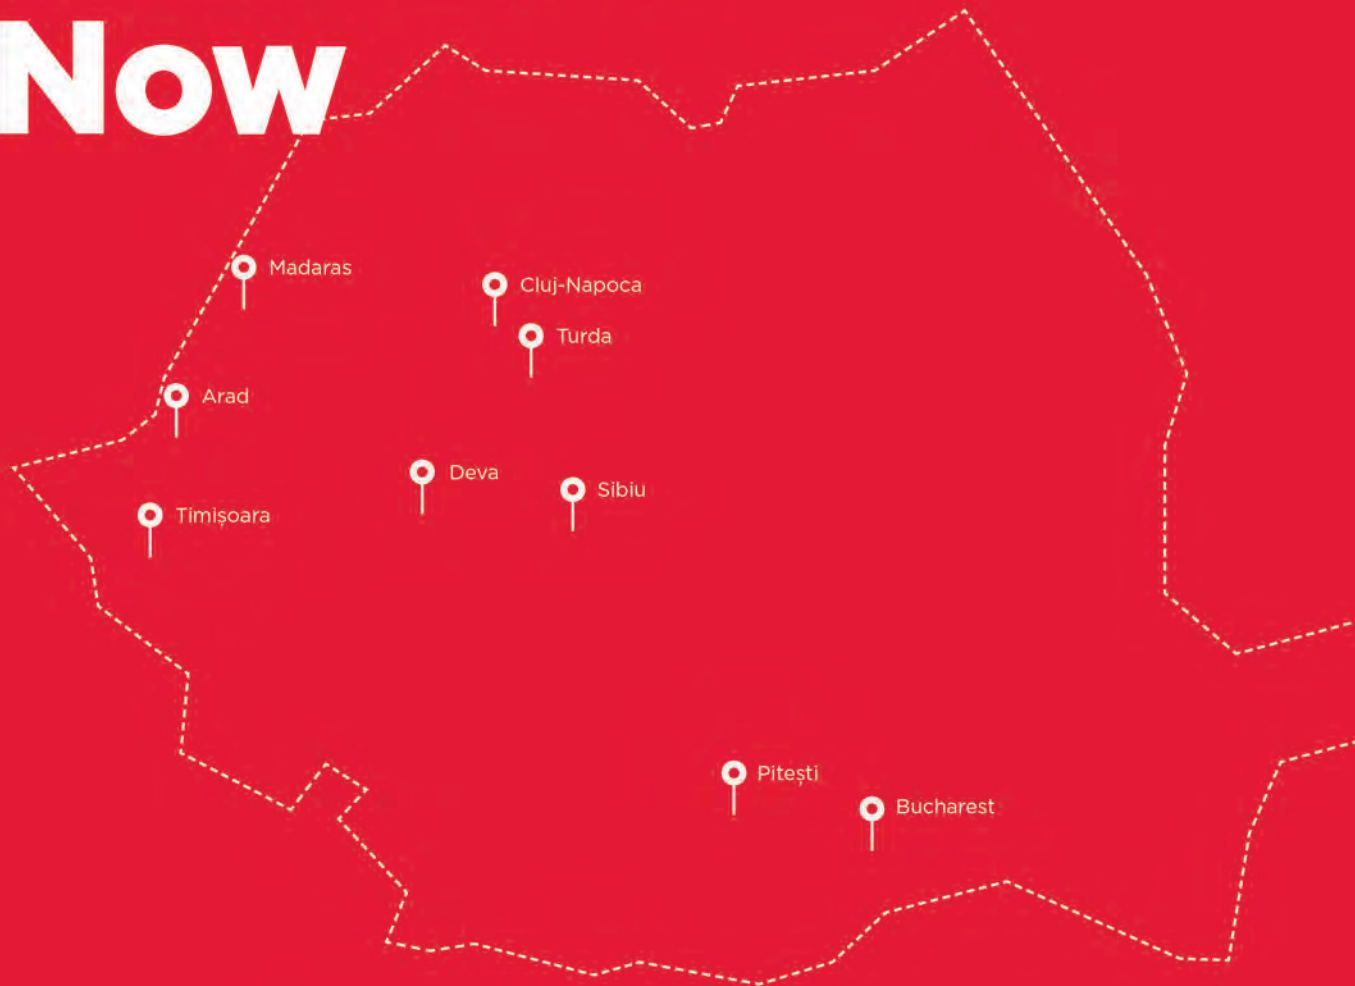 Now
Madaras
Cluj-Napoca
Turda
Arad
Deva
Sibiu
Timișoara
Pitești
Bucharest